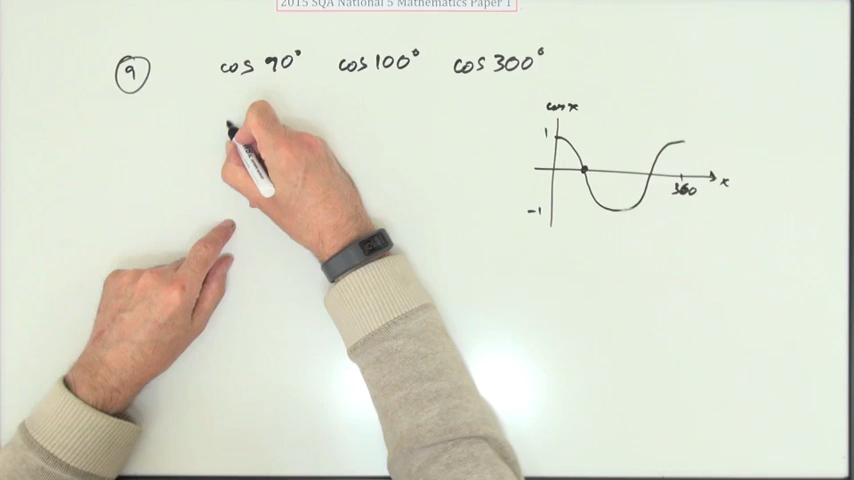 2015 SQA National 5 Mathematics Paper 1
9 cos 90° cos 100° cos 300°
cos x
1
360 x
-1